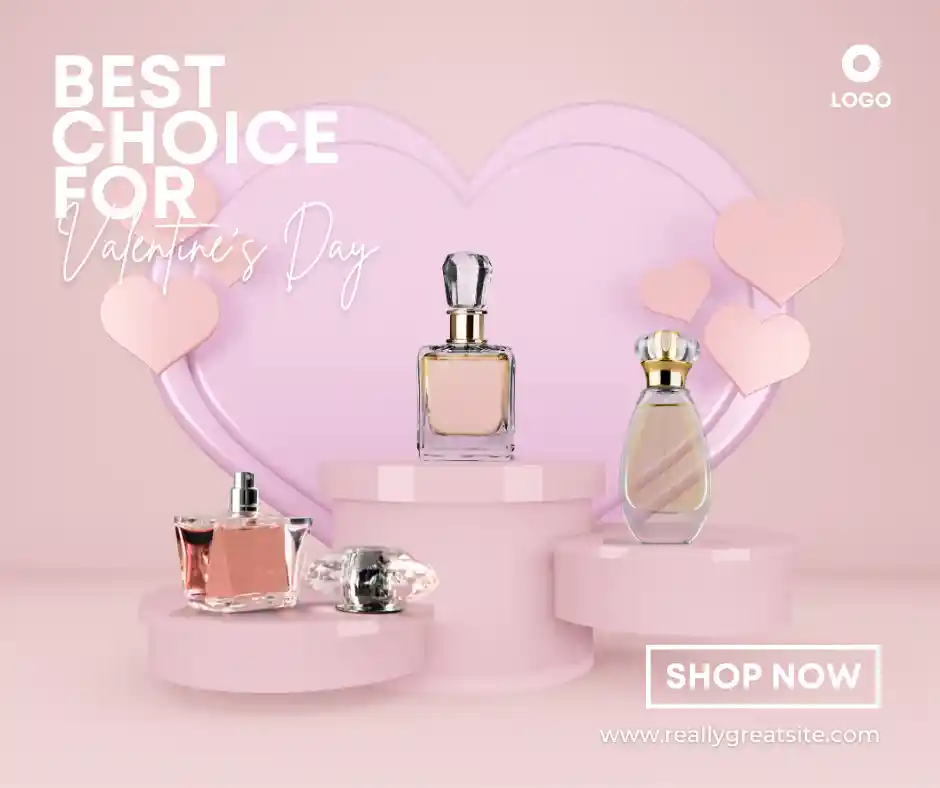 BEST
CHOICE
FOR
Valentine's Day
LOGO
SHOP NOW
www.reallygreatsite.com